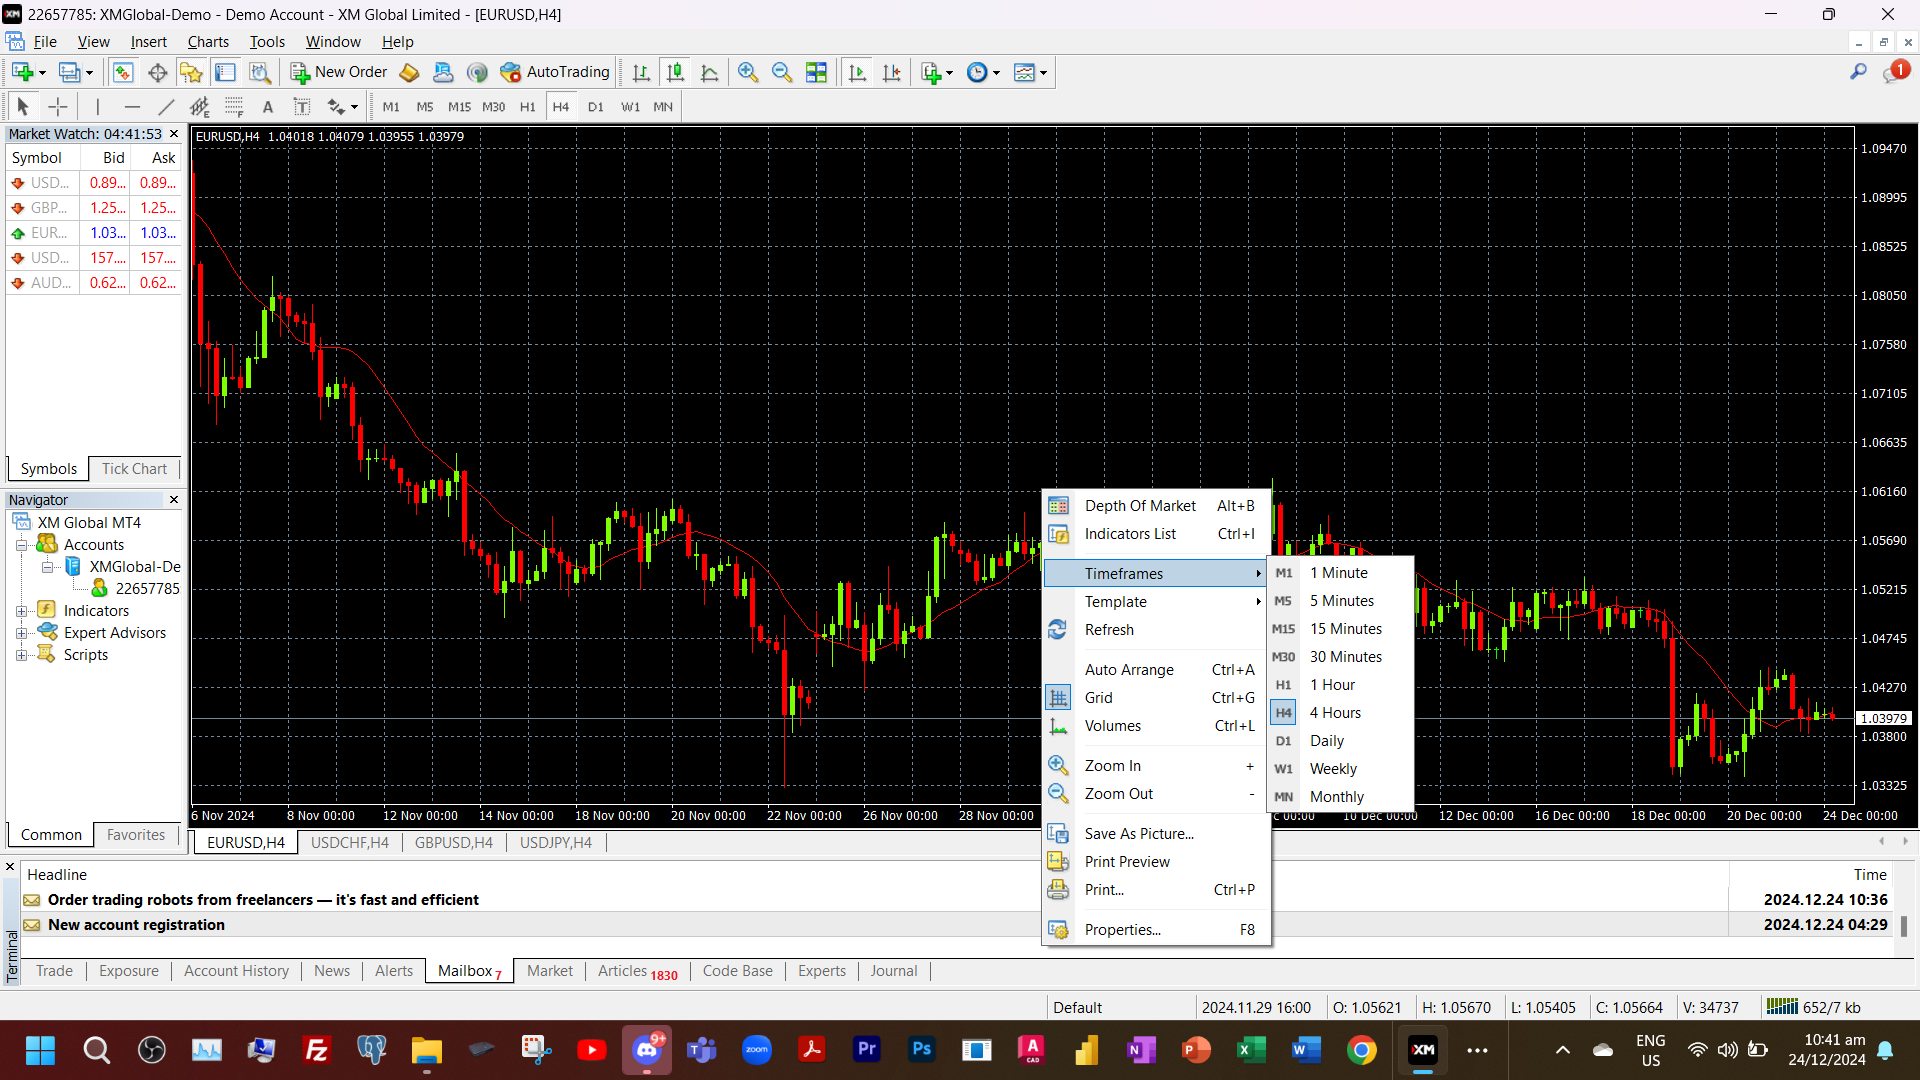 22657785: XMGlobal-Demo - Demo Account - XM Global Limited - [EURUSD,H4]
File View Insert Charts Tools Window Help
New Order AutoTrading 1
A T M1 M5 M15 M30 H1 H4 D1 W1 MN
Market Watch: 04:41:53
Symbol Bid Ask
USD... 0.89... 0.89...
GBP... 1.25... 1.25...
EUR... 1.03... 1.03...
USD... 157.... 157....
AUD... 0.62... 0.62...
Symbols Tick Chart
Navigator
XM Global MT4
Accounts
XMGlobal-De
22657785
Indicators
Expert Advisors
Scripts
Common Favorites
EURUSD,H4 1.04018 1.04079 1.03955 1.03979
1.09470
1.08995
1.08525
1.08050
1.07580
1.07105
1.06635
1.06160
1.05690
1.05215
1.04745
1.04270
1.03979
1.03800
1.03325
6 Nov 2024 8 Nov 00:00 12 Nov 00:00 14 Nov 00:00 18 Nov 00:00 20 Nov 00:00 22 Nov 00:00 26 Nov 00:00 28 Nov 00:00 c 00:00 10 Dec 00:00 12 Dec 00:00 16 Dec 00:00 18 Dec 00:00 20 Dec 00:00 24 Dec 00:00
Depth Of Market Alt+B
Indicators List Ctrl+I
Timeframes
Template
Refresh
Auto Arrange Ctrl+A
Grid Ctrl+G
Volumes Ctrl+L
Zoom In +
Zoom Out -
Save As Picture...
Print Preview
Print... Ctrl+P
Properties... F8
M1 1 Minute
M5 5 Minutes
M15 15 Minutes
M30 30 Minutes
H1 1 Hour
H4 4 Hours
D1 Daily
W1 Weekly
MN Monthly
EURUSD,H4 USDCHF,H4 GBPUSD,H4 USDJPY,H4
Headline Time
Order trading robots from freelancers — it's fast and efficient 2024.12.24 10:36
New account registration 2024.12.24 04:29
Terminal
Trade Exposure Account History News Alerts Mailbox 7 Market Articles 1830 Code Base Experts Journal
Default 2024.11.29 16:00 O: 1.05621 H: 1.05670 L: 1.05405 C: 1.05664 V: 34737 652/7 kb
9+ zoom Pr Ps A CAD N P X W XM
ENG
US
10:41 am
24/12/2024